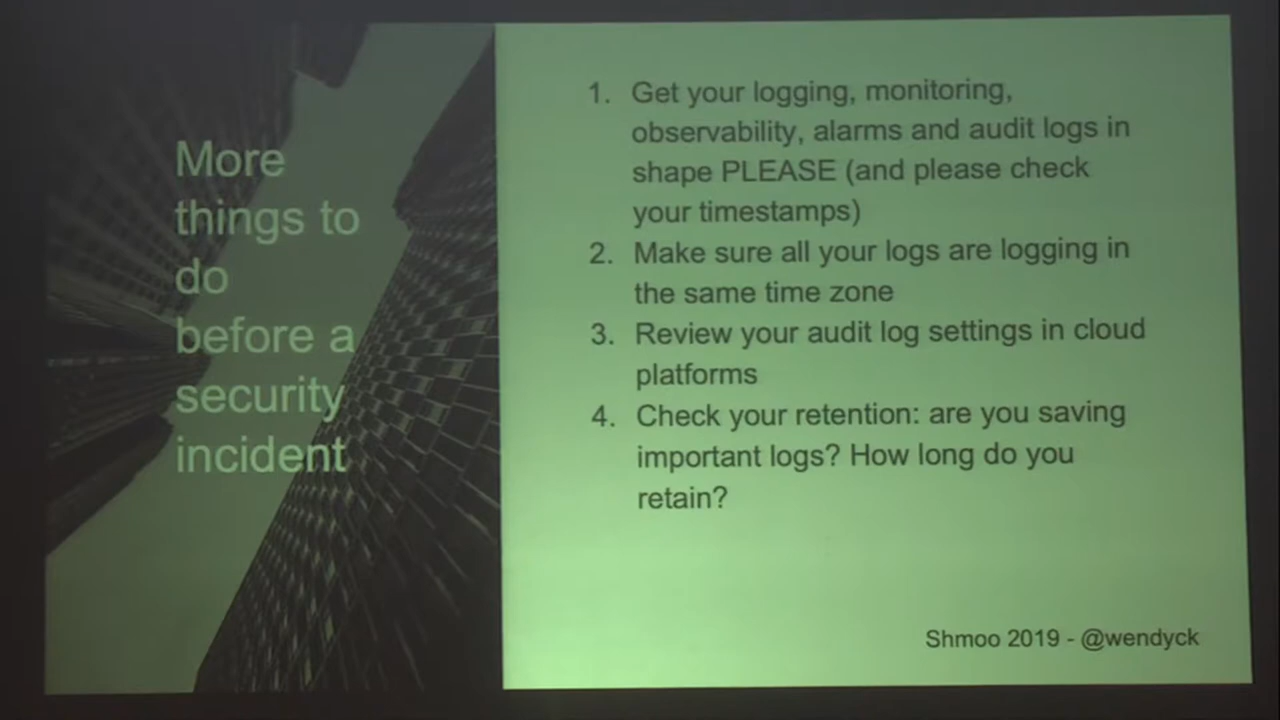 More
things to
do
before a
security
incident
1. Get your logging, monitoring,
observability, alarms and audit logs in
shape PLEASE (and please check
your timestamps)
2. Make sure all your logs are logging in
the same time zone
3. Review your audit log settings in cloud
platforms
4. Check your retention: are you saving
important logs? How long do you
retain?
Shmoo 2019 - @wendyck